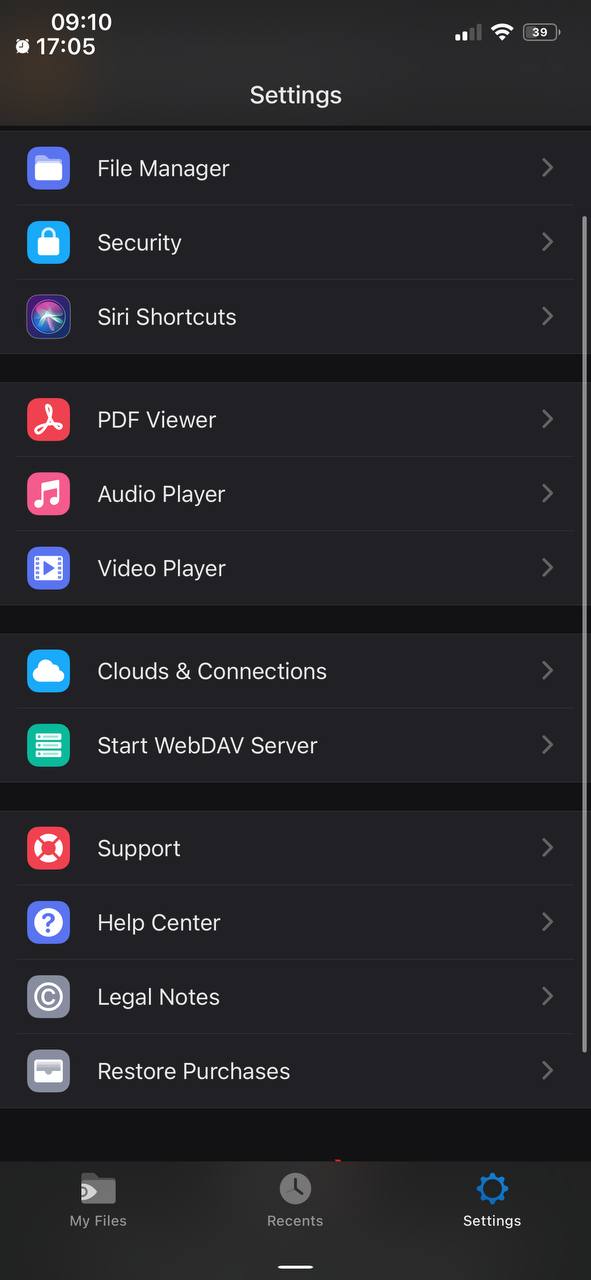 09:10
17:05
39
Settings
File Manager
Security
Siri Shortcuts
PDF Viewer
Audio Player
Video Player
Clouds & Connections
Start WebDAV Server
Support
Help Center
Legal Notes
Restore Purchases
My Files
Recents
Settings